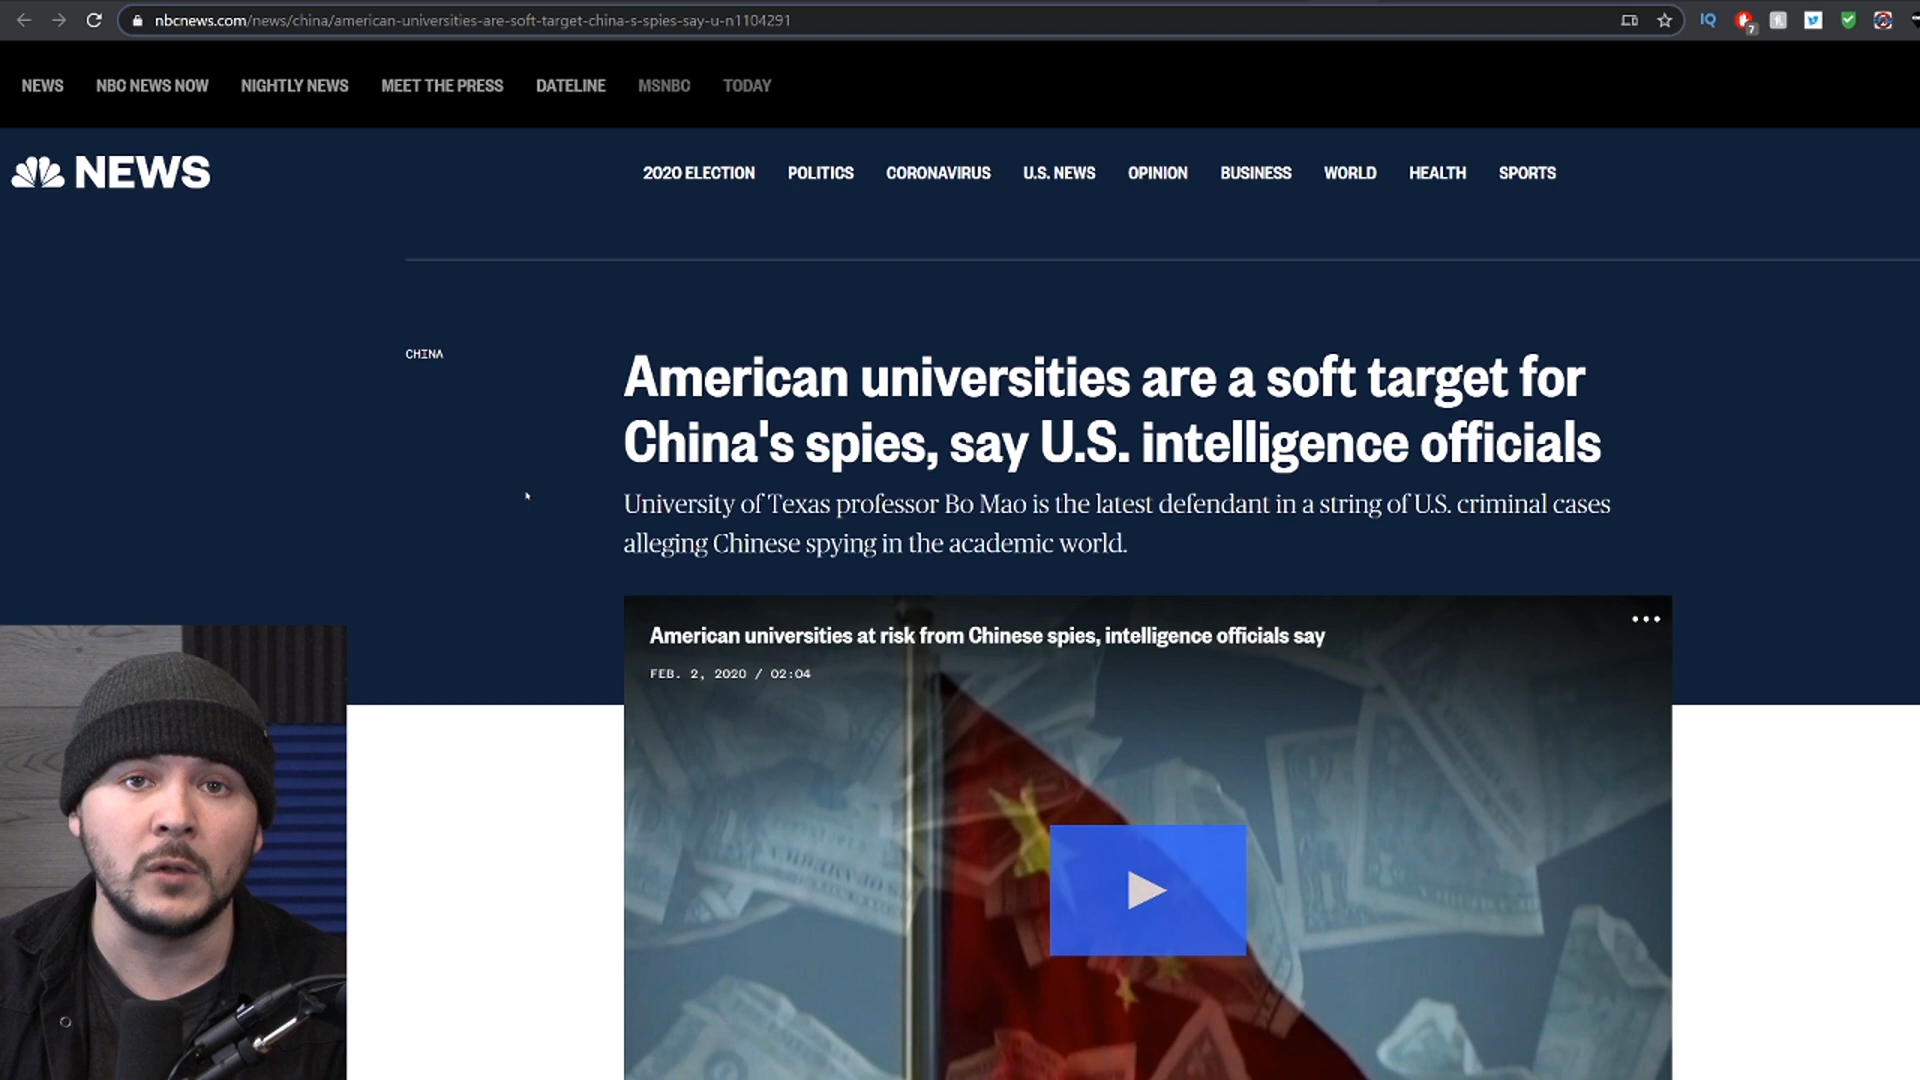 nbcnews.com/news/china/american-universities-are-soft-target-china-s-spies-say-u-n1104291
IQ
7
NEWS NBC NEWS NOW NIGHTLY NEWS MEET THE PRESS DATELINE MSNBC TODAY
NEWS
2020 ELECTION POLITICS CORONAVIRUS U.S. NEWS OPINION BUSINESS WORLD HEALTH SPORTS
CHINA
American universities are a soft target for
China's spies, say U.S. intelligence officials
University of Texas professor Bo Mao is the latest defendant in a string of U.S. criminal cases
alleging Chinese spying in the academic world.
American universities at risk from Chinese spies, intelligence officials say
FEB. 2, 2020 / 02:04